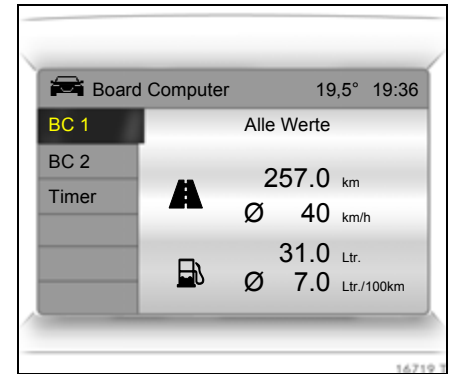 Board Computer 19,5° 19:36
BC 1 Alle Werte
BC 2
Timer
257.0 km
Ø 40 km/h
31.0 Ltr.
Ø 7.0 Ltr./100km
16719 T